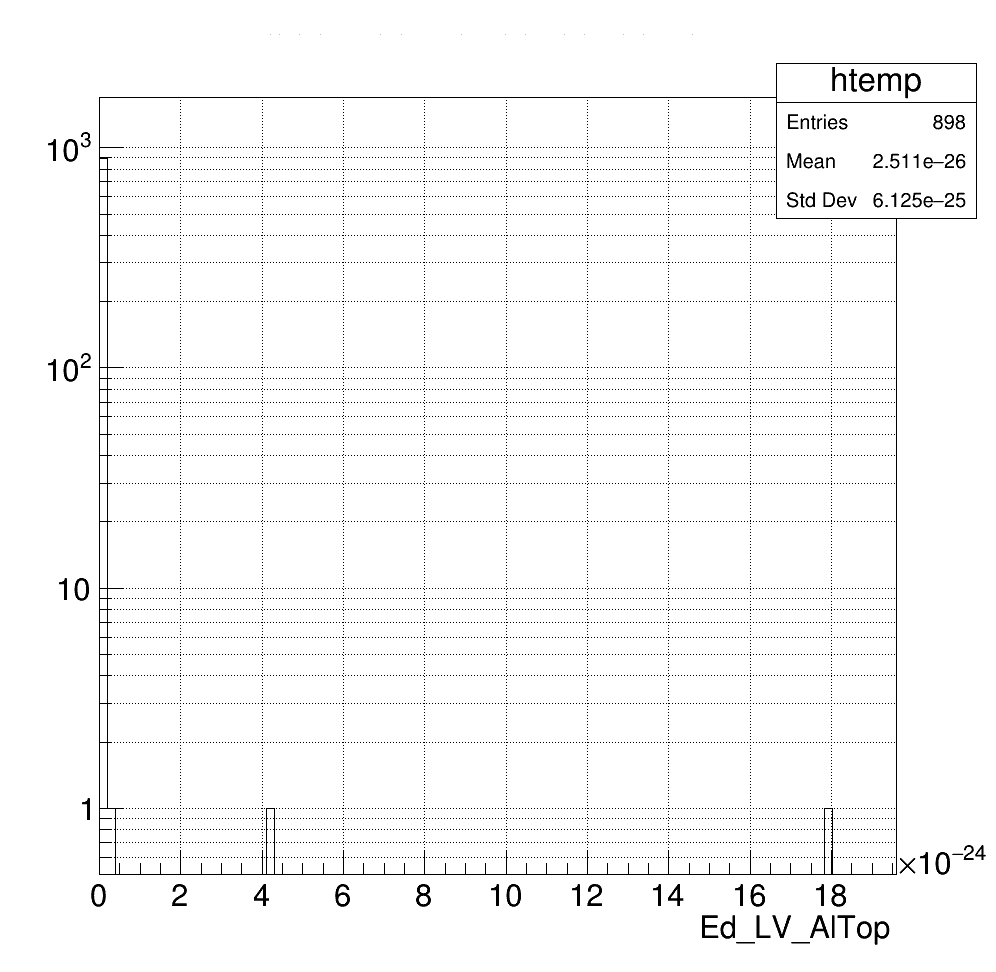 htemp
Entries 898
Mean 2.511e−26
Std Dev 6.125e−25
10³
10²
10
1
0 2 4 6 8 10 12 14 16 18
×10⁻²⁴
Ed_LV_AlTop